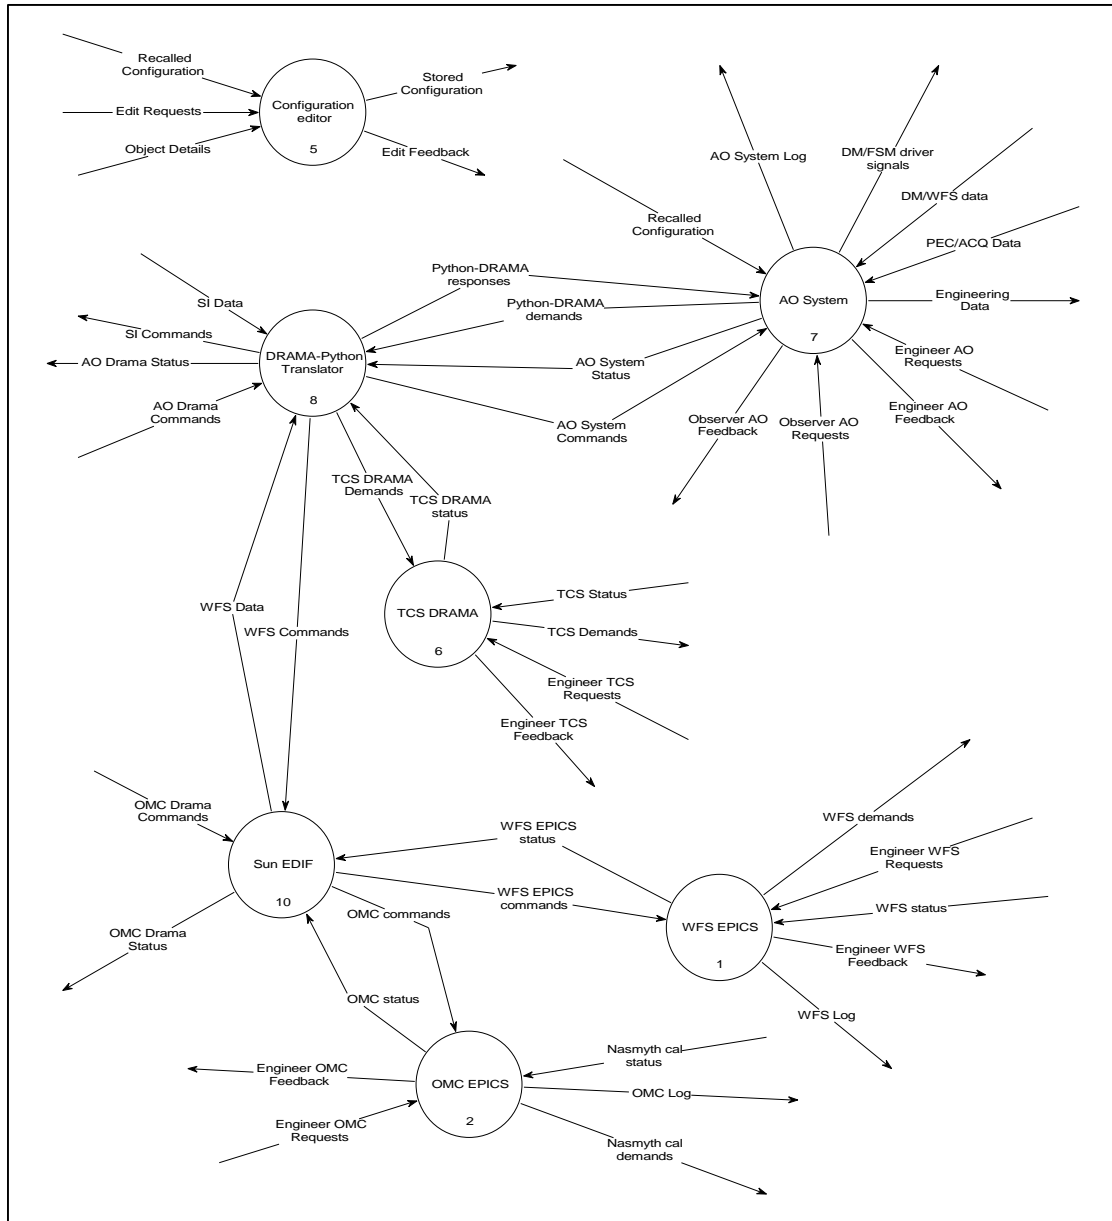 Recalled
Configuration
Edit Requests
Object Details
Configuration
editor
5
Stored
Configuration
Edit Feedback
AO System Log
DM/FSM driver
signals
DM/WFS data
PEC/ACQ Data
Recalled
Configuration
AO System
7
Engineering
Data
Engineer AO
Requests
Engineer AO
Feedback
Observer AO
Feedback
Observer AO
Requests
Python-DRAMA
responses
Python-DRAMA
demands
AO System
Status
AO System
Commands
SI Data
SI Commands
AO Drama Status
AO Drama
Commands
DRAMA-Python
Translator
8
TCS DRAMA
Demands
TCS DRAMA
status
WFS Data
WFS Commands
TCS DRAMA
6
TCS Status
TCS Demands
Engineer TCS
Requests
Engineer TCS
Feedback
OMC Drama
Commands
Sun EDIF
10
OMC Drama
Status
WFS EPICS
status
WFS EPICS
commands
WFS demands
Engineer WFS
Requests
WFS status
WFS EPICS
1
Engineer WFS
Feedback
WFS Log
OMC commands
OMC status
Engineer OMC
Feedback
Engineer OMC
Requests
OMC EPICS
2
Nasmyth cal
status
OMC Log
Nasmyth cal
demands